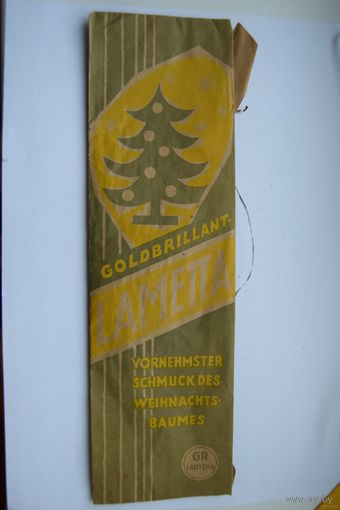 GOLDBRILLANT-
LAMETTA
VORNEHMSTER
SCHMUCK DES
WEIHNACHTS-
BAUMES
GR
LAUSCHA